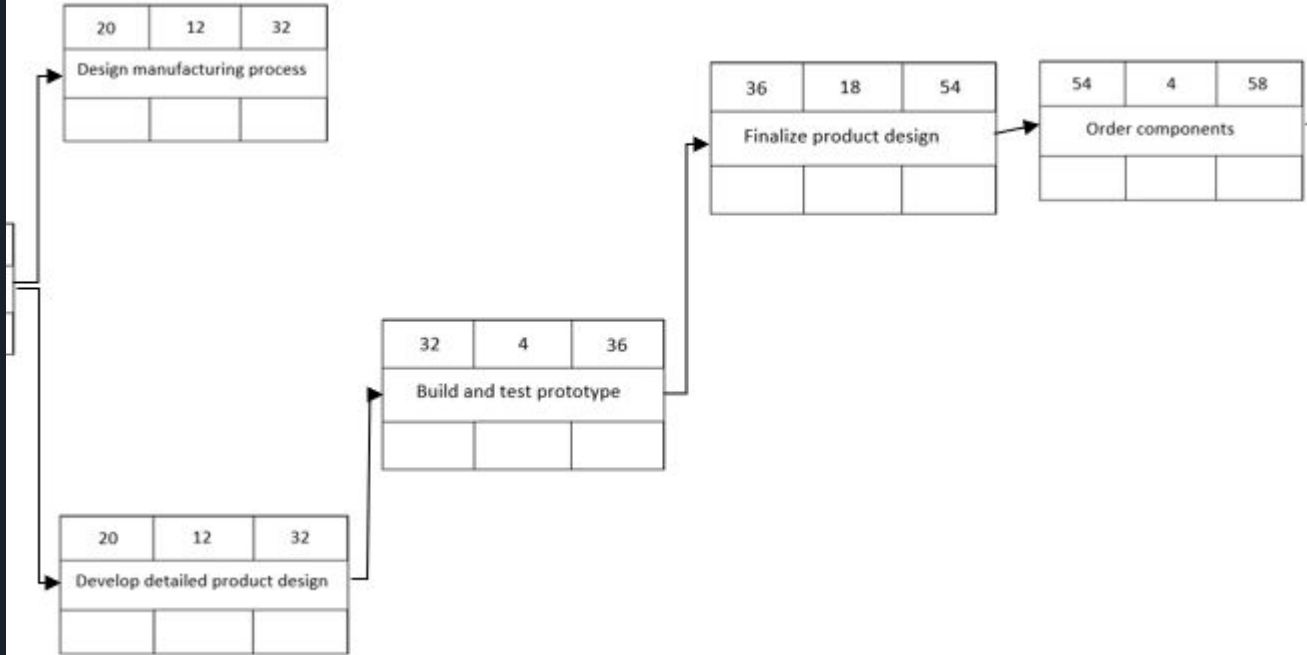 20 12 32
Design manufacturing process
36 18 54
Finalize product design
54 4 58
Order components
32 4 36
Build and test prototype
20 12 32
Develop detailed product design